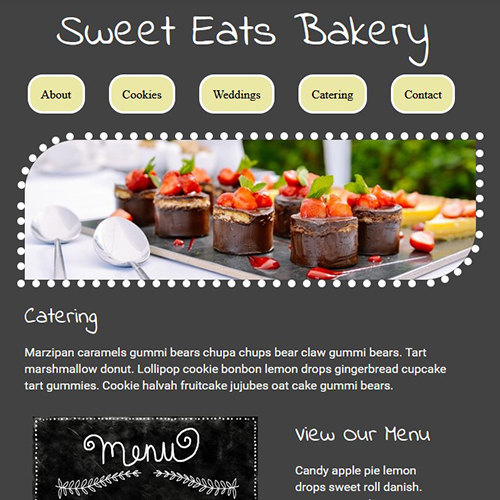 Sweet Eats Bakery
About Cookies Weddings Catering Contact
Catering
Marzipan caramels gummi bears chupa chups bear claw gummi bears. Tart
marshmallow donut. Lollipop cookie bonbon lemon drops gingerbread cupcake
tart gummies. Cookie halvah fruitcake jujubes oat cake gummi bears.
Menu
View Our Menu
Candy apple pie lemon
drops sweet roll danish.